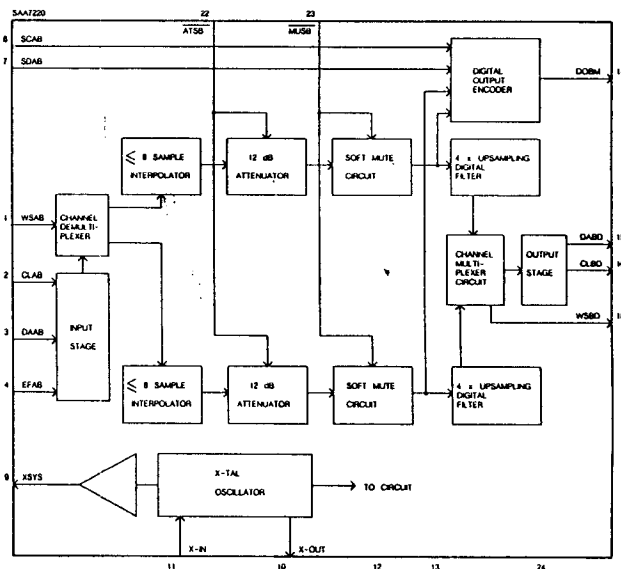 SAA7220
22
23
ATSB
MUSB
6
SCAB
7
SDAB
DIGITAL
OUTPUT
ENCODER
DOBM
≤ 8 SAMPLE
INTERPOLATOR
12 dB
ATTENUATOR
SOFT MUTE
CIRCUIT
4 x UPSAMPLING
DIGITAL
FILTER
1
WSAB
CHANNEL
DEMULTI-
PLEXER
2
CLAB
3
DAAB
4
EFAB
INPUT
STAGE
CHANNEL
MULTI-
PLEXER
CIRCUIT
OUTPUT
STAGE
DABD
CLBD
WSBD
≤ 8 SAMPLE
INTERPOLATOR
12 dB
ATTENUATOR
SOFT MUTE
CIRCUIT
4 x UPSAMPLING
DIGITAL
FILTER
9
XSYS
X-TAL
OSCILLATOR
TO CIRCUIT
X-IN
X-OUT
11
10
12
13
24